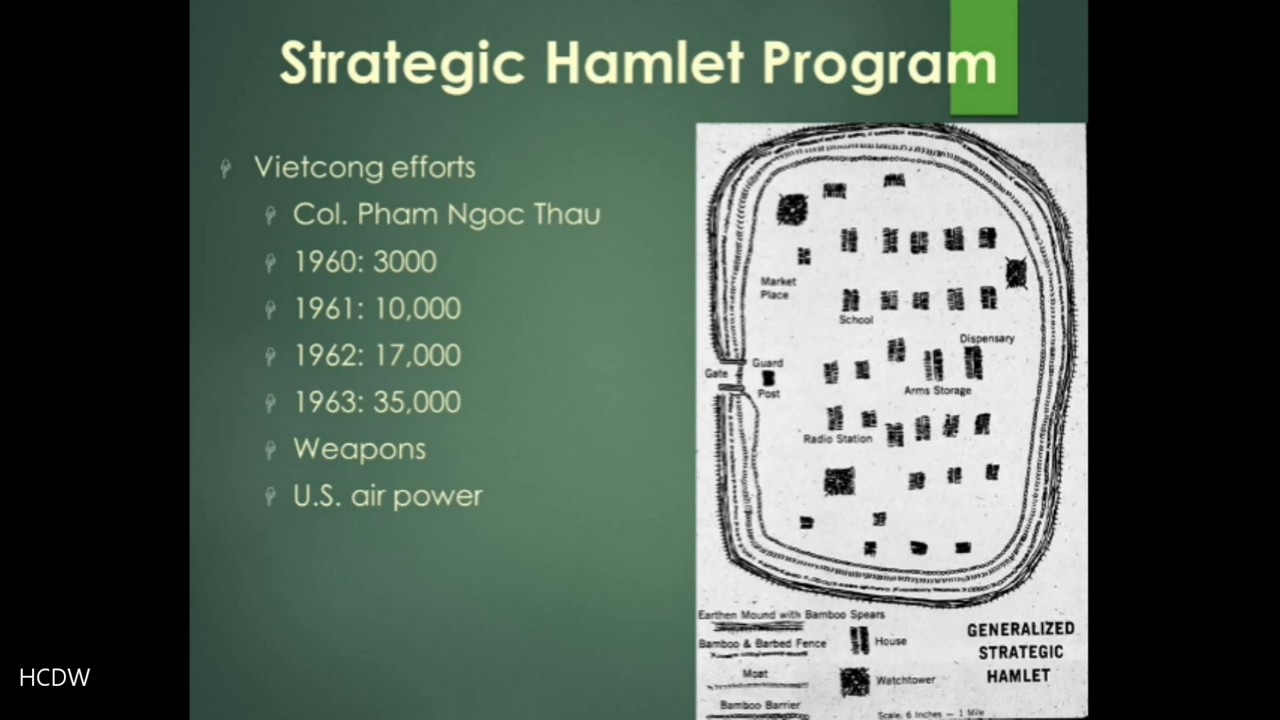 Strategic Hamlet Program
Vietcong efforts
Col. Pham Ngoc Thau
1960: 3000
1961: 10,000
1962: 17,000
1963: 35,000
Weapons
U.S. air power
Market
Place
School
Dispensary
Guard
Gate
Post
Arms Storage
Radio Station
Earthen Mound with Bamboo Spears
Bamboo & Barbed Fence
House
Moat
Watchtower
Bamboo Barrier
GENERALIZED
STRATEGIC
HAMLET
Scale: 6 Inches — 1 Mile
HCDW